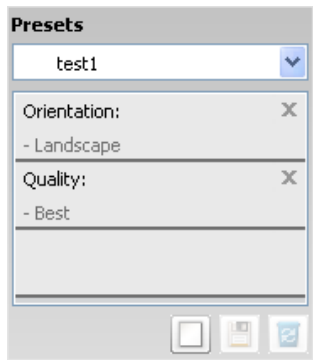 Presets
test1
Orientation:
- Landscape
Quality:
- Best